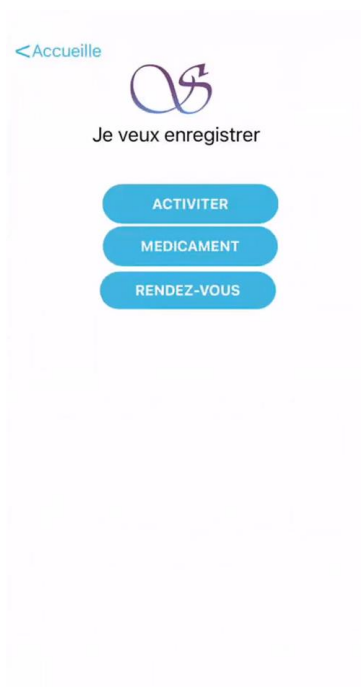 <Accueille
Je veux enregistrer
ACTIVITER
MEDICAMENT
RENDEZ-VOUS